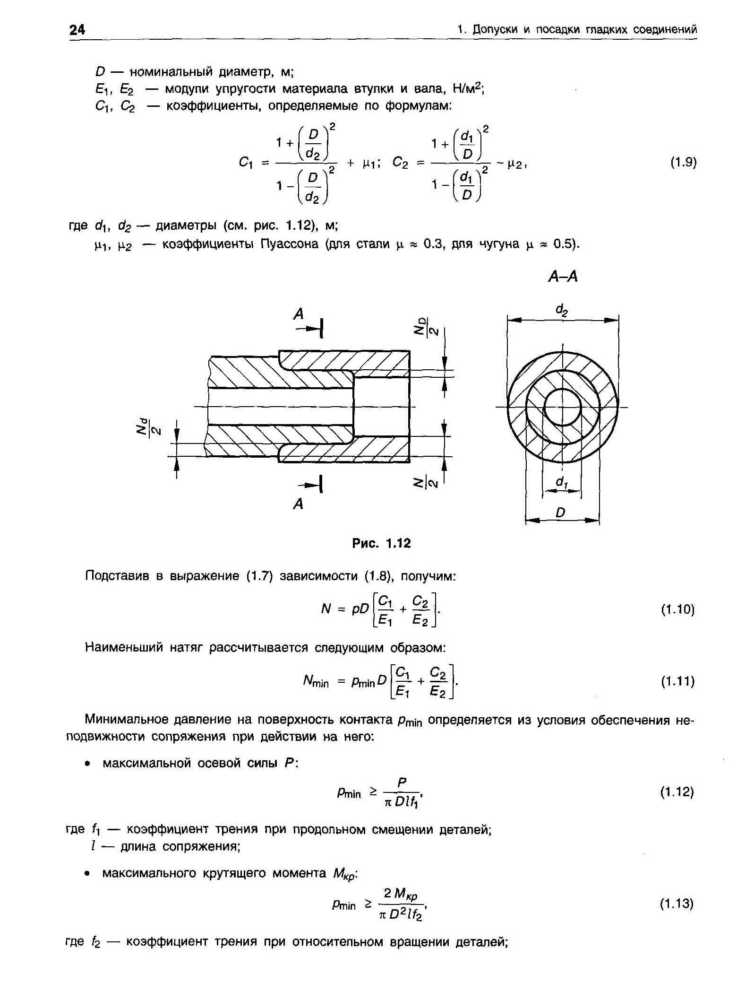 24 1. Допуски и посадки гладких соединений
D — номинальный диаметр, м;
E₁, E₂ — модули упругости материала втулки и вала, Н/м²;
C₁, C₂ — коэффициенты, определяемые по формулам:
C₁ = (1 + (D/d₂)²)/(1 − (D/d₂)²) + μ₁; C₂ = (1 + (d₁/D)²)/(1 − (d₁/D)²) − μ₂, (1.9)
где d₁, d₂ — диаметры (см. рис. 1.12), м;
μ₁, μ₂ — коэффициенты Пуассона (для стали μ ≈ 0.3, для чугуна μ ≈ 0.5).
A–A
A
N_D/2
d₂
N_d/2
A
N/2
d₁
D
Рис. 1.12
Подставив в выражение (1.7) зависимости (1.8), получим:
N = pD[C₁/E₁ + C₂/E₂]. (1.10)
Наименьший натяг рассчитывается следующим образом:
N_min = p_min D[C₁/E₁ + C₂/E₂]. (1.11)
Минимальное давление на поверхность контакта p_min определяется из условия обеспечения не-
подвижности сопряжения при действии на него:
• максимальной осевой силы P:
p_min ≥ P/(π D l f₁), (1.12)
где f₁ — коэффициент трения при продольном смещении деталей;
l — длина сопряжения;
• максимального крутящего момента M_кр:
p_min ≥ 2 M_кр/(π D² l f₂), (1.13)
где f₂ — коэффициент трения при относительном вращении деталей;